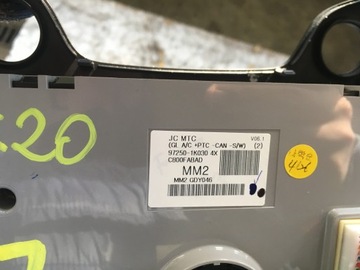 JC MTC V06.1
(GL A/C +PTC -CAN -S/W) (2)
97250-1K030 4X
C800FABAD
MM2
MM2 GDY046
20